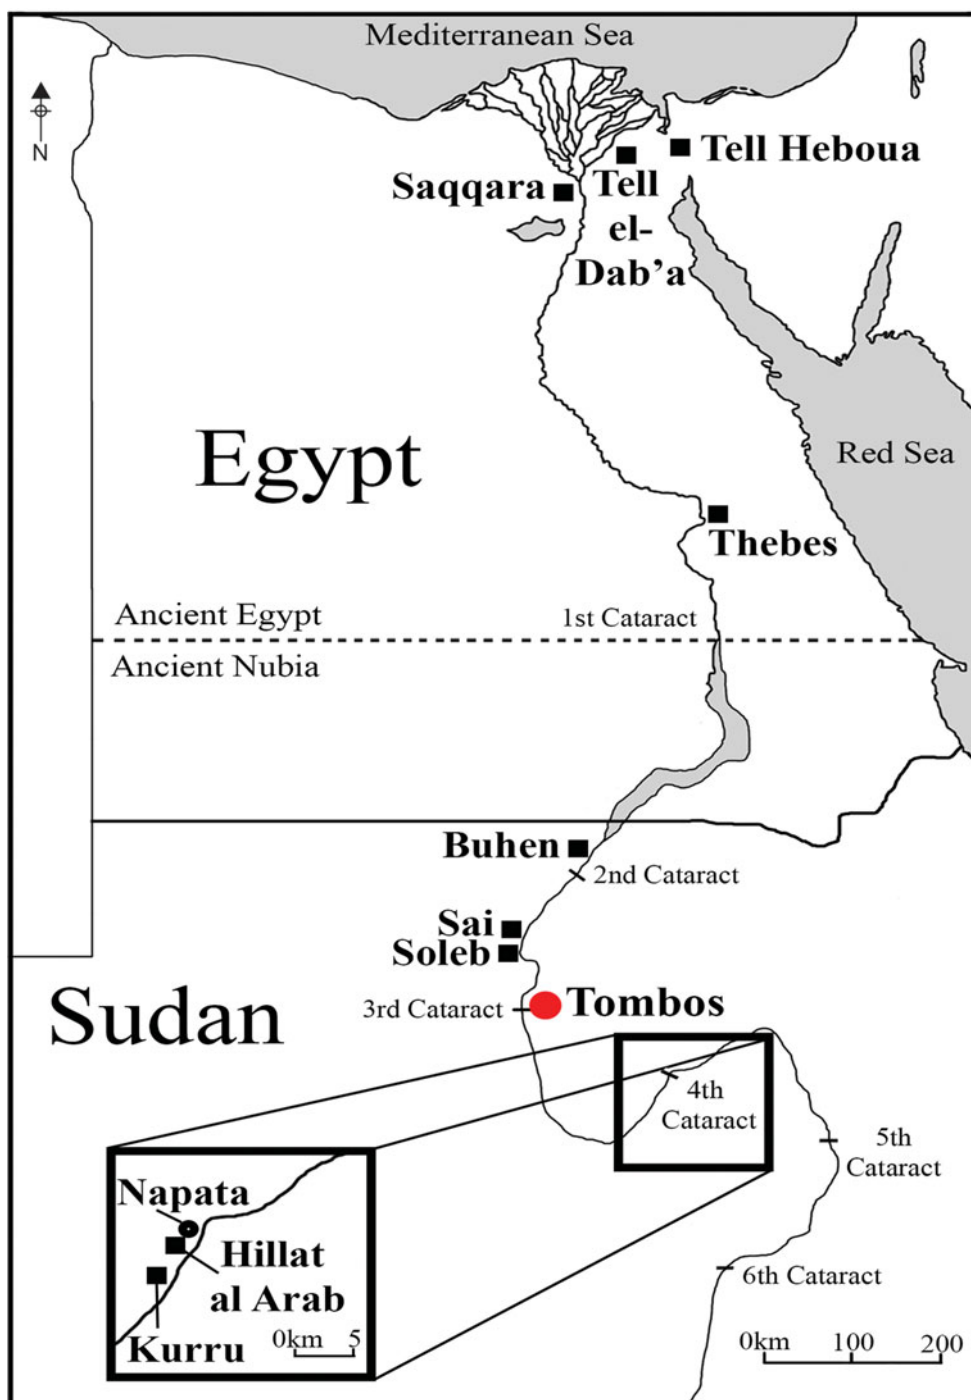 Mediterranean Sea
N
Tell Heboua
Saqqara
Tell
el-
Dab’a
Egypt
Red Sea
Thebes
Ancient Egypt
1st Cataract
Ancient Nubia
Buhen
2nd Cataract
Sai
Soleb
Sudan
3rd Cataract
Tombos
4th
Cataract
5th
Cataract
Napata
Hillat
al Arab
Kurru
0km 5
6th Cataract
0km 100 200